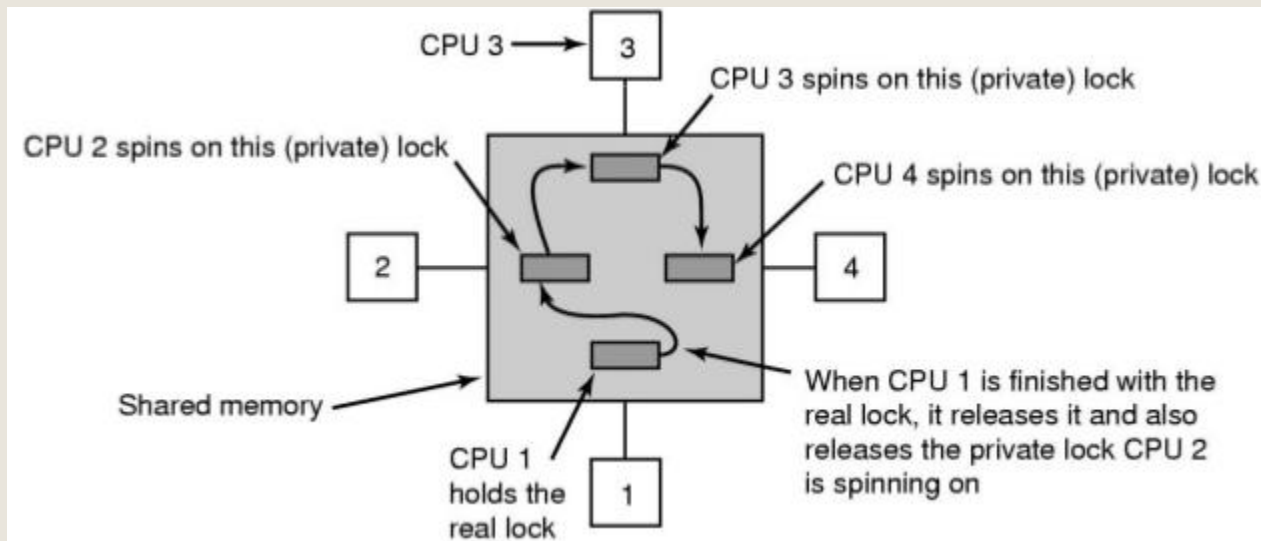 CPU 3
3
CPU 3 spins on this (private) lock
CPU 2 spins on this (private) lock
CPU 4 spins on this (private) lock
2
4
Shared memory
CPU 1
holds the
real lock
1
When CPU 1 is finished with the
real lock, it releases it and also
releases the private lock CPU 2
is spinning on